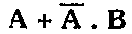 A + A̅ . B